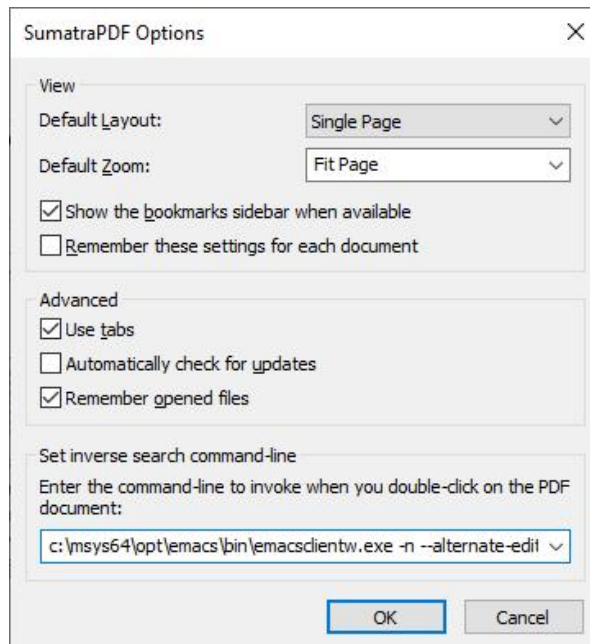 SumatraPDF Options
View
Default Layout:
Single Page
Default Zoom:
Fit Page
Show the bookmarks sidebar when available
Remember these settings for each document
Advanced
Use tabs
Automatically check for updates
Remember opened files
Set inverse search command-line
Enter the command-line to invoke when you double-click on the PDF
document:
c:\msys64\opt\emacs\bin\emacsclientw.exe -n --alternate-edit
OK
Cancel